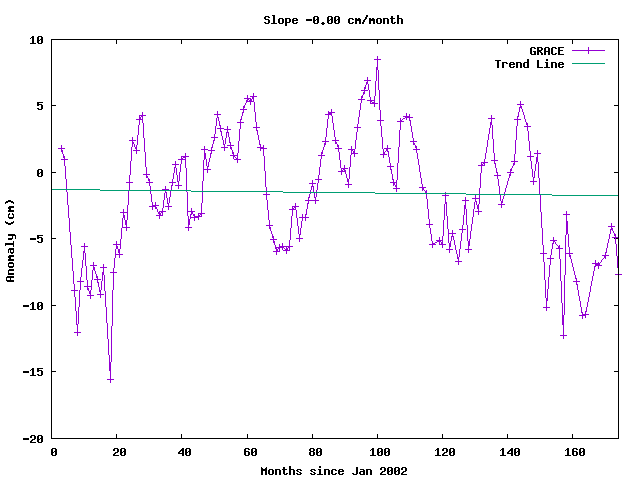 Slope -0.00 cm/month
GRACE
Trend Line
10
5
0
-5
-10
-15
-20
Anomaly (cm)
0 20 40 60 80 100 120 140 160
Months since Jan 2002